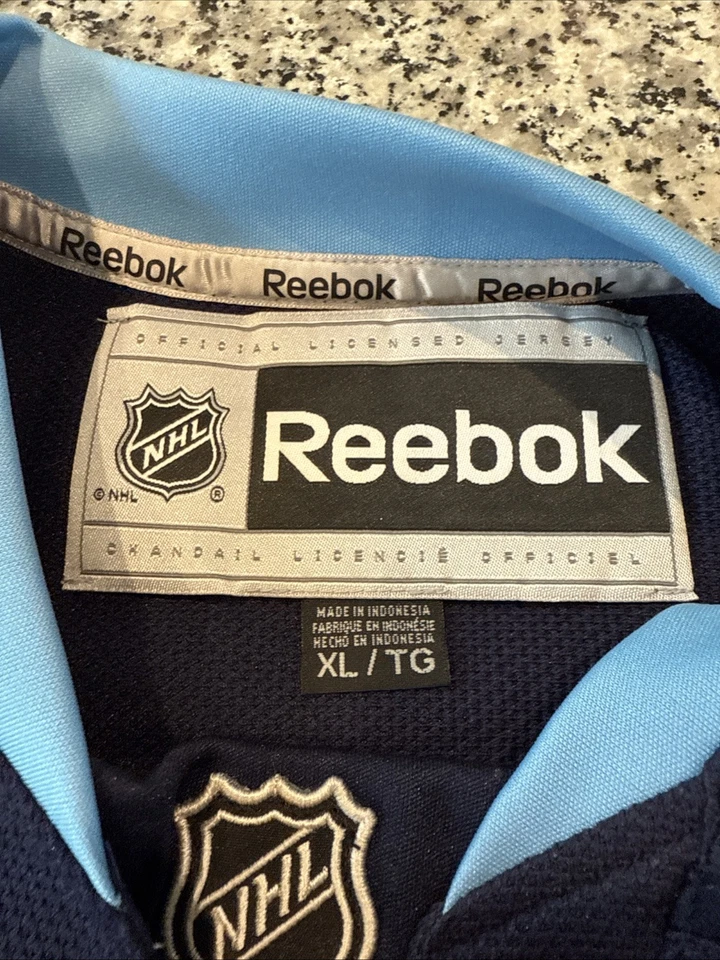 Reebok Reebok Reebok
OFFICIAL LICENSED JERSEY
NHL
Reebok
© NHL ®
CHANDAIL LICENCIÉ OFFICIEL
MADE IN INDONESIA
FABRIQUE EN INDONÉSIE
HECHO EN INDONESIA
XL / TG
NHL